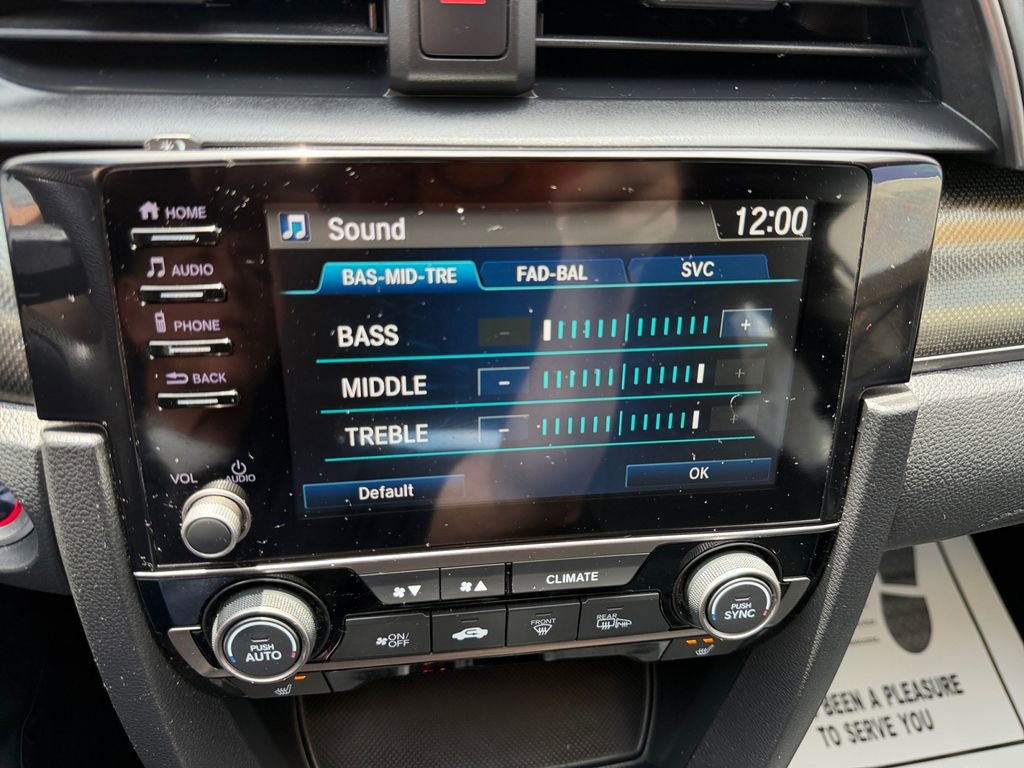 HOME
Sound
12:00
AUDIO
BAS-MID-TRE
FAD-BAL
SVC
PHONE
BASS
-
+
BACK
MIDDLE
-
+
TREBLE
-
+
VOL
AUDIO
Default
OK
CLIMATE
PUSH
AUTO
ON/
OFF
FRONT
REAR
PUSH
SYNC
BEEN A PLEASURE
TO SERVE YOU